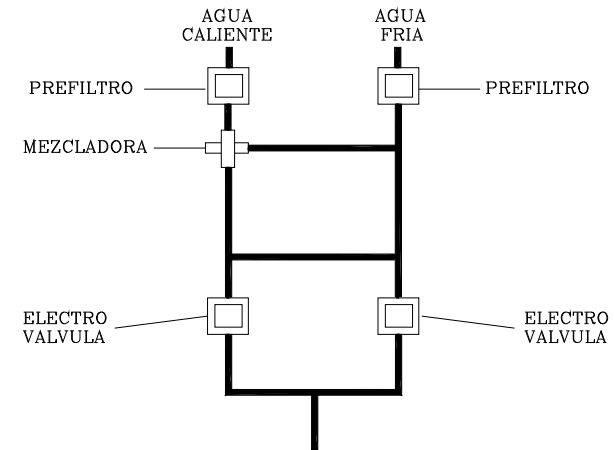 AGUA
CALIENTE
AGUA
FRIA
PREFILTRO
PREFILTRO
MEZCLADORA
ELECTRO
VALVULA
ELECTRO
VALVULA